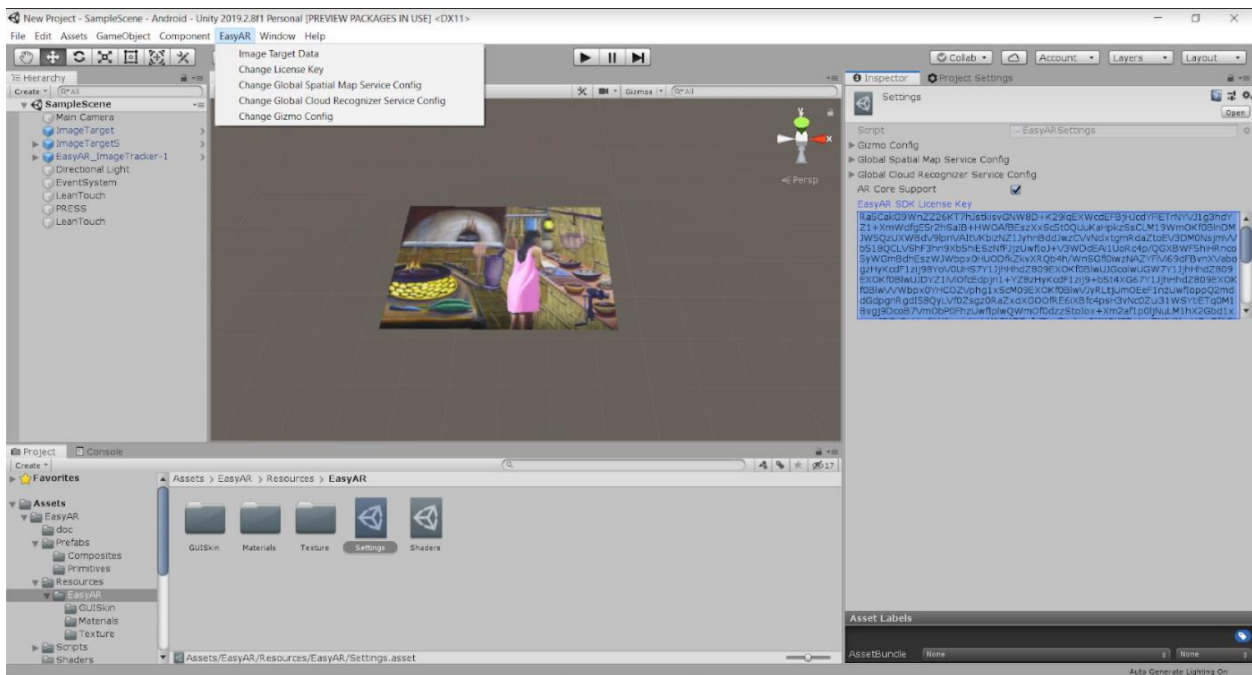 New Project - SampleScene - Android - Unity 2019.2.8f1 Personal [PREVIEW PACKAGES IN USE] <DX11>
File Edit Assets GameObject Component EasyAR Window Help
Image Target Data
Change License Key
Change Global Spatial Map Service Config
Change Global Cloud Recognizer Service Config
Change Gizmo Config
Collab Account Layers Layout
Hierarchy
Create All
SampleScene
Main Camera
ImageTarget
ImageTargetS
EasyAR_ImageTracker-1
Directional Light
EventSystem
LeanTouch
PRESS
LeanTouch
Gizmos All
Persp
Inspector Project Settings
Settings
Open
Script EasyARSettings
Gizmo Config
Global Spatial Map Service Config
Global Cloud Recognizer Service Config
AR Core Support
EasyAR SDK License Key
Project Console
Create 17
Favorites
Assets
EasyAR
doc
Prefabs
Composites
Primitives
Resources
EasyAR
GUISkin
Materials
Texture
Scripts
Shaders
Assets > EasyAR > Resources > EasyAR
GUISkin Materials Texture Settings Shaders
Assets/EasyAR/Resources/EasyAR/Settings.asset
Asset Labels
AssetBundle None None
Auto Generate Lighting On